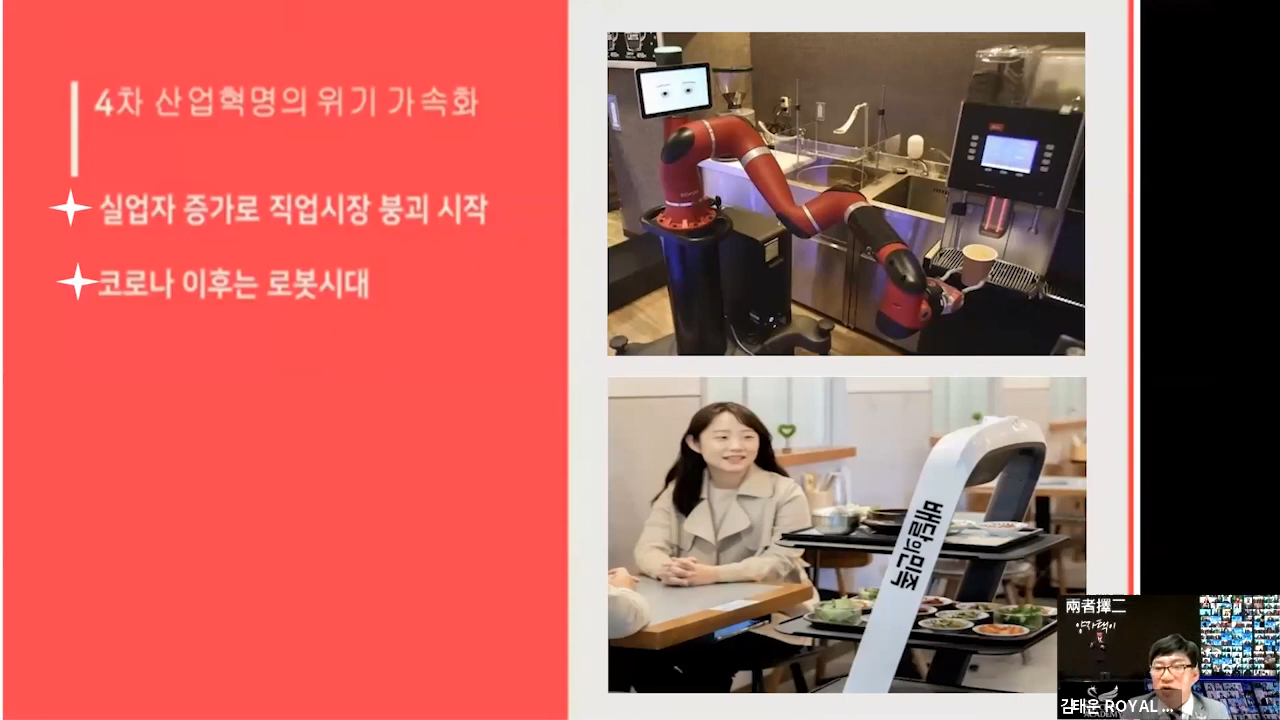 4차 산업혁명의 위기 가속화
실업자 증가로 직업시장 붕괴 시작
코로나 이후는 로봇시대
배달의민족
兩者擇二
양자택이
김태운 ROYAL ...
ACADEMY